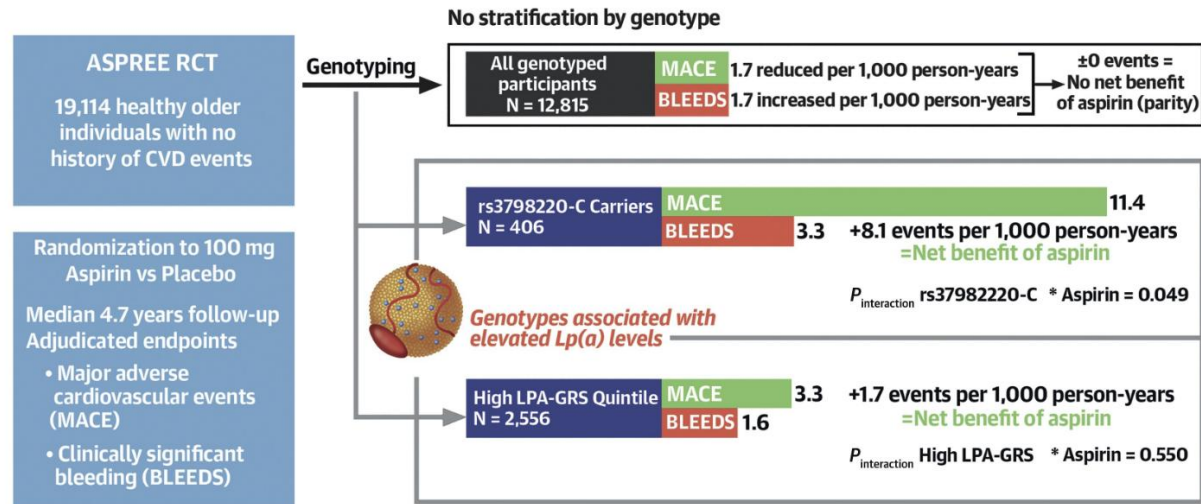 No stratification by genotype
ASPREE RCT
19,114 healthy older
individuals with no
history of CVD events
Genotyping
All genotyped
participants
N = 12,815
MACE
1.7 reduced per 1,000 person-years
BLEEDS
1.7 increased per 1,000 person-years
±0 events =
No net benefit
of aspirin (parity)
Randomization to 100 mg
Aspirin vs Placebo
Median 4.7 years follow-up
Adjudicated endpoints
• Major adverse
cardiovascular events
(MACE)
• Clinically significant
bleeding (BLEEDS)
rs3798220-C Carriers
N = 406
MACE
11.4
BLEEDS
3.3
+8.1 events per 1,000 person-years
=Net benefit of aspirin
Pinteraction rs37982220-C * Aspirin = 0.049
Genotypes associated with
elevated Lp(a) levels
High LPA-GRS Quintile
N = 2,556
MACE
3.3
BLEEDS
1.6
+1.7 events per 1,000 person-years
=Net benefit of aspirin
Pinteraction High LPA-GRS * Aspirin = 0.550